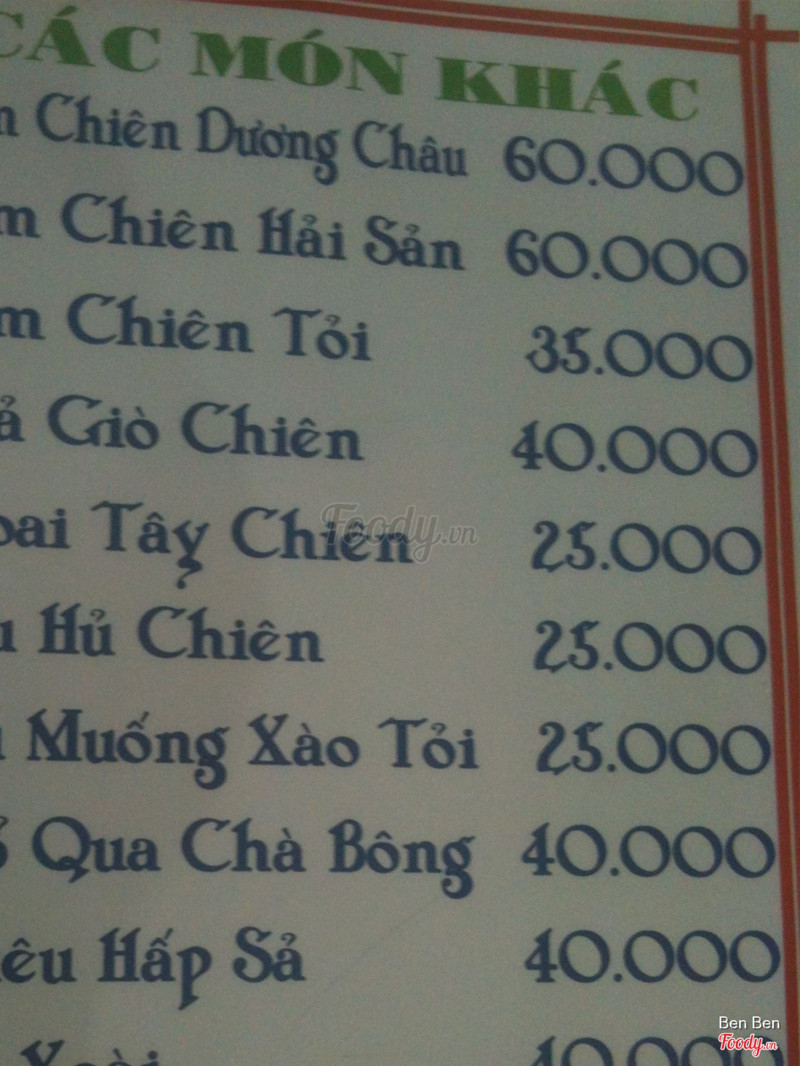 CÁC MÓN KHÁC
Chiên Dương Châu 60.000
Chiên Hải Sản 60.000
Chiên Tỏi 35.000
Giò Chiên 40.000
Tây Chiên 25.000
Hủ Chiên 25.000
Muống Xào Tỏi 25.000
Qua Chà Bông 40.000
Hấp Sả 40.000
Foody.vn
Ben Ben
Foody.vn